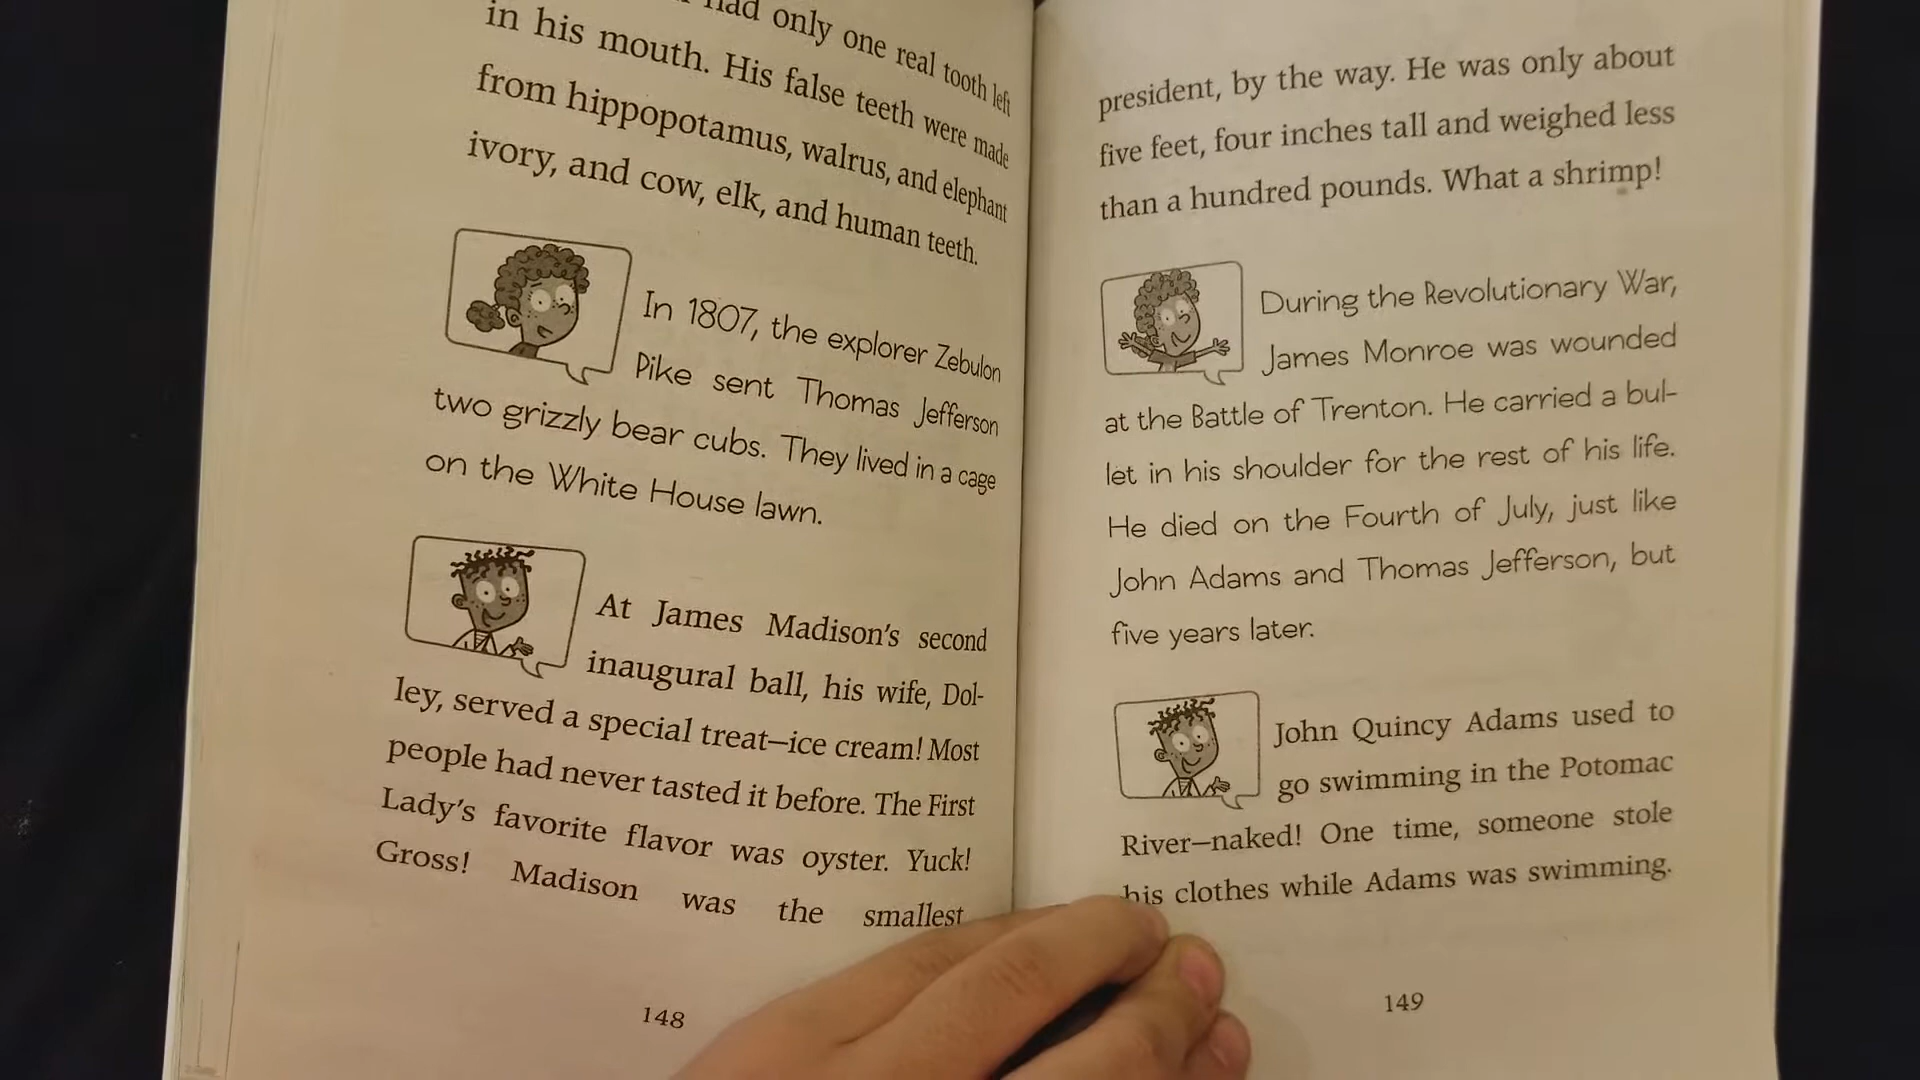 had only one real tooth left
in his mouth. His false teeth were made
from hippopotamus, walrus, and elephant
ivory, and cow, elk, and human teeth.
In 1807, the explorer Zebulon
Pike sent Thomas Jefferson
two grizzly bear cubs. They lived in a cage
on the White House lawn.
At James Madison's second
inaugural ball, his wife, Dol-
ley, served a special treat—ice cream! Most
people had never tasted it before. The First
Lady's favorite flavor was oyster. Yuck!
Gross! Madison was the smallest
148
president, by the way. He was only about
five feet, four inches tall and weighed less
than a hundred pounds. What a shrimp!
During the Revolutionary War,
James Monroe was wounded
at the Battle of Trenton. He carried a bul-
let in his shoulder for the rest of his life.
He died on the Fourth of July, just like
John Adams and Thomas Jefferson, but
five years later.
John Quincy Adams used to
go swimming in the Potomac
River—naked! One time, someone stole
his clothes while Adams was swimming.
149